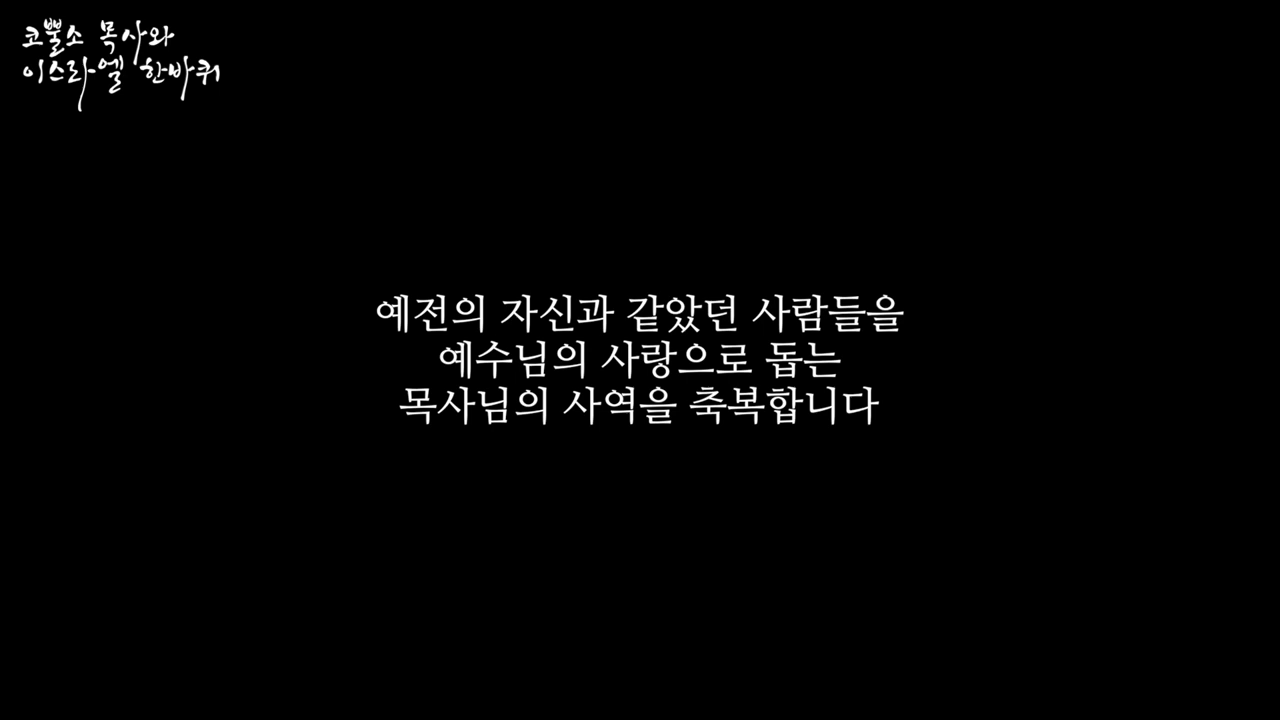 코뿔소 목사와
이스라엘 한바퀴
예전의 자신과 같았던 사람들을
예수님의 사랑으로 돕는
목사님의 사역을 축복합니다